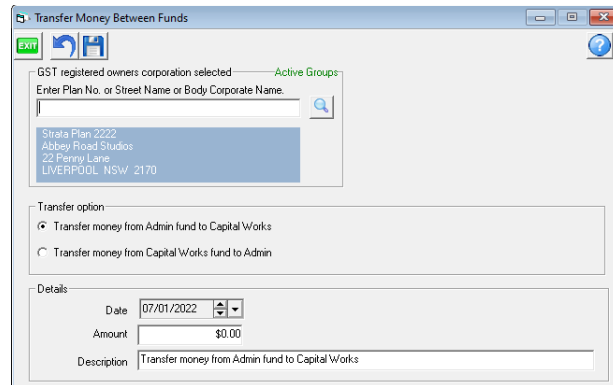 Transfer Money Between Funds
EXIT
GST registered owners corporation selected Active Groups
Enter Plan No. or Street Name or Body Corporate Name.
Strata Plan 2222
Abbey Road Studios
22 Penny Lane
LIVERPOOL NSW 2170
Transfer option
Transfer money from Admin fund to Capital Works
Transfer money from Capital Works fund to Admin
Details
Date 07/01/2022
Amount $0.00
Description Transfer money from Admin fund to Capital Works